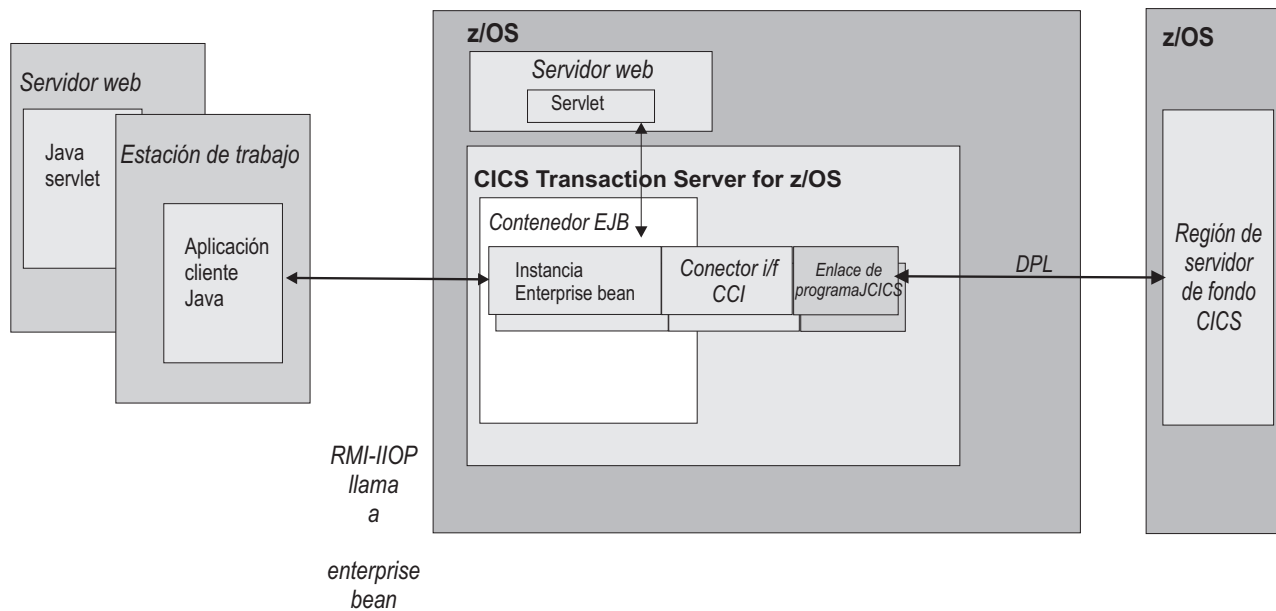 Servidor web
Java
servlet
Estación de trabajo
Aplicación
cliente
Java
RMI-IIOP
llama
a
enterprise
bean
z/OS
Servidor web
Servlet
CICS Transaction Server for z/OS
Contenedor EJB
Instancia
Enterprise bean
Conector i/f
CCI
Enlace de
programaJCICS
DPL
z/OS
Región de
servidor
de fondo
CICS